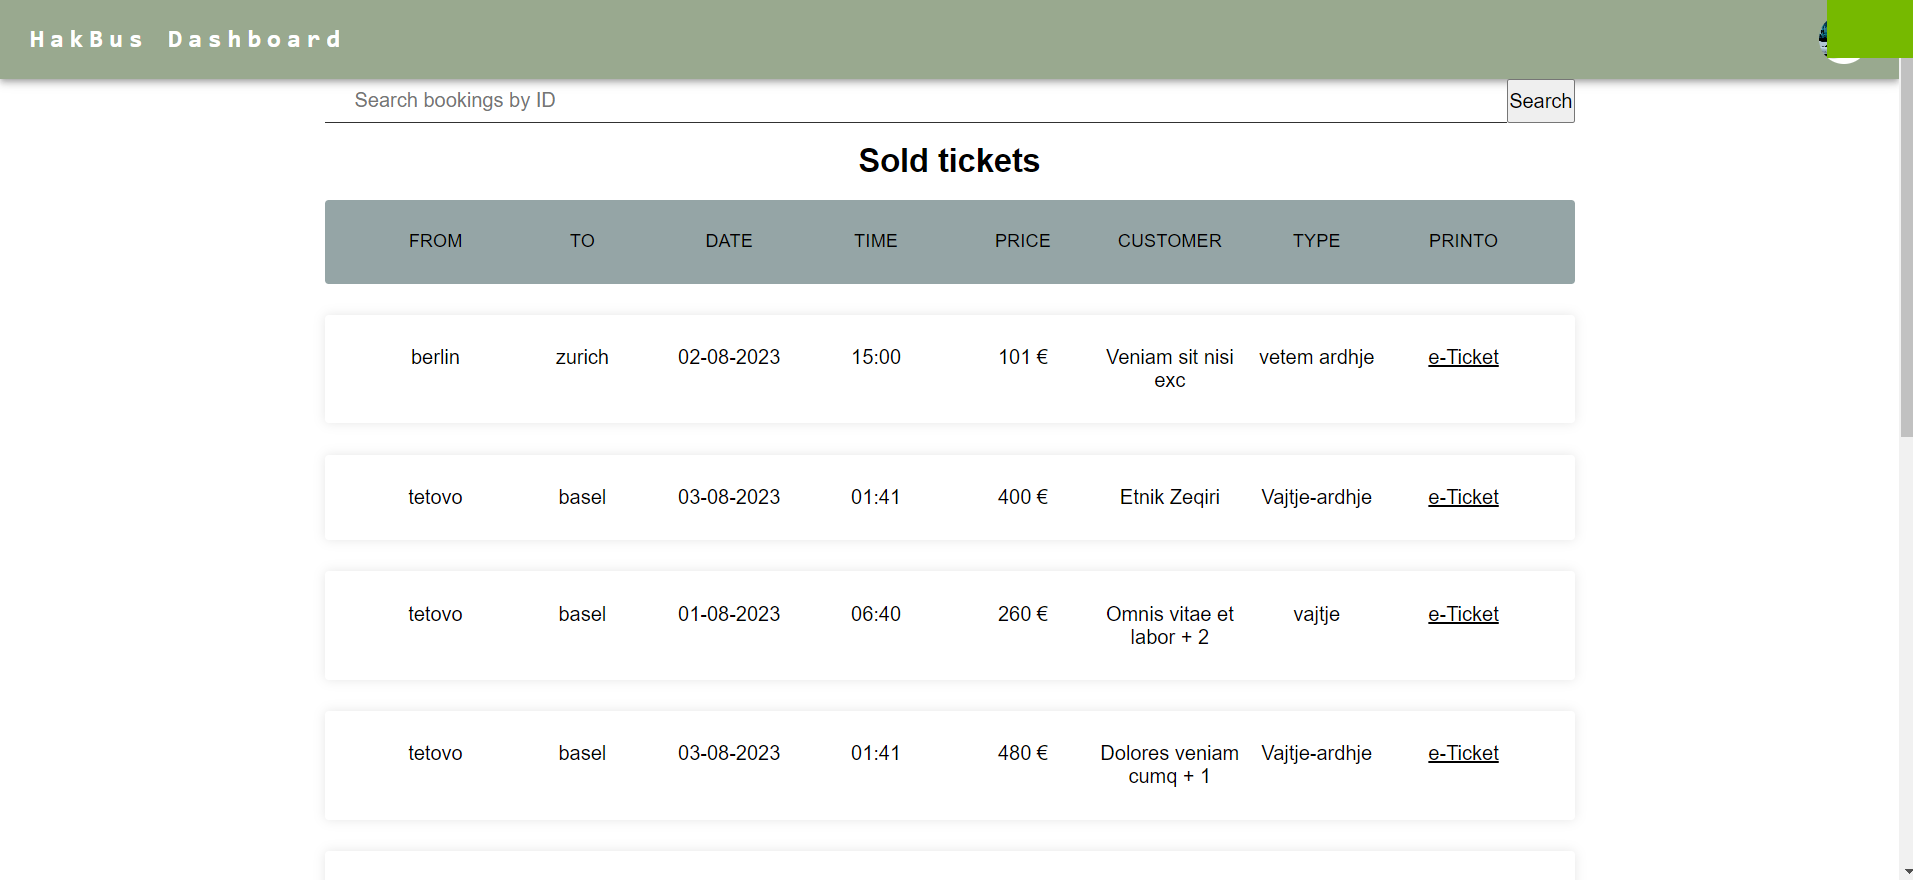 HakBus Dashboard
Search bookings by ID
Search
Sold tickets
FROM TO DATE TIME PRICE CUSTOMER TYPE PRINTO
berlin zurich 02-08-2023 15:00 101 € Veniam sit nisi vetem ardhje e-Ticket
exc
tetovo basel 03-08-2023 01:41 400 € Etnik Zeqiri Vajtje-ardhje e-Ticket
tetovo basel 01-08-2023 06:40 260 € Omnis vitae et vajtje e-Ticket
labor + 2
tetovo basel 03-08-2023 01:41 480 € Dolores veniam Vajtje-ardhje e-Ticket
cumq + 1